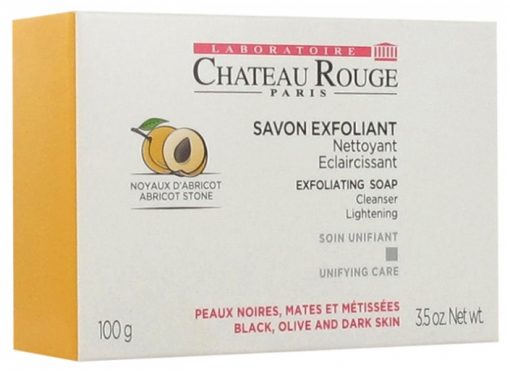 LABORATOIRE
CHATEAU ROUGE
PARIS
SAVON EXFOLIANT
Nettoyant
Eclaircissant
NOYAUX D'ABRICOT
ABRICOT STONE
EXFOLIATING SOAP
Cleanser
Lightening
SOIN UNIFIANT
UNIFYING CARE
PEAUX NOIRES, MATES ET MÉTISSÉES
BLACK, OLIVE AND DARK SKIN
100 g
3.5 oz. Net wt.